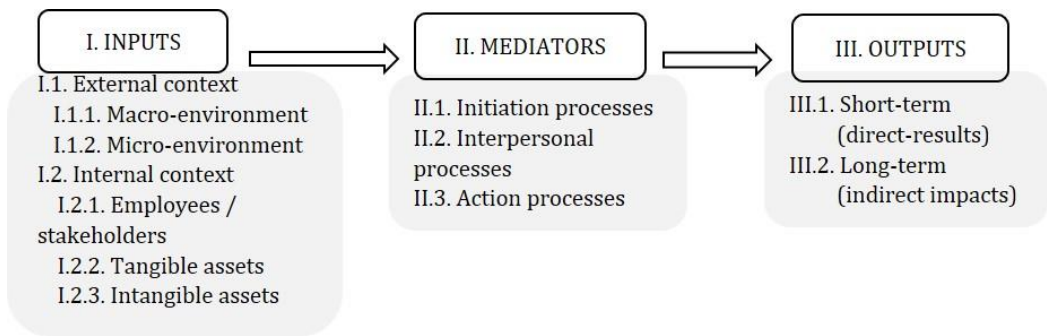 I. INPUTS
I.1. External context
I.1.1. Macro-environment
I.1.2. Micro-environment
I.2. Internal context
I.2.1. Employees /
stakeholders
I.2.2. Tangible assets
I.2.3. Intangible assets
II. MEDIATORS
II.1. Initiation processes
II.2. Interpersonal
processes
II.3. Action processes
III. OUTPUTS
III.1. Short-term
(direct-results)
III.2. Long-term
(indirect impacts)